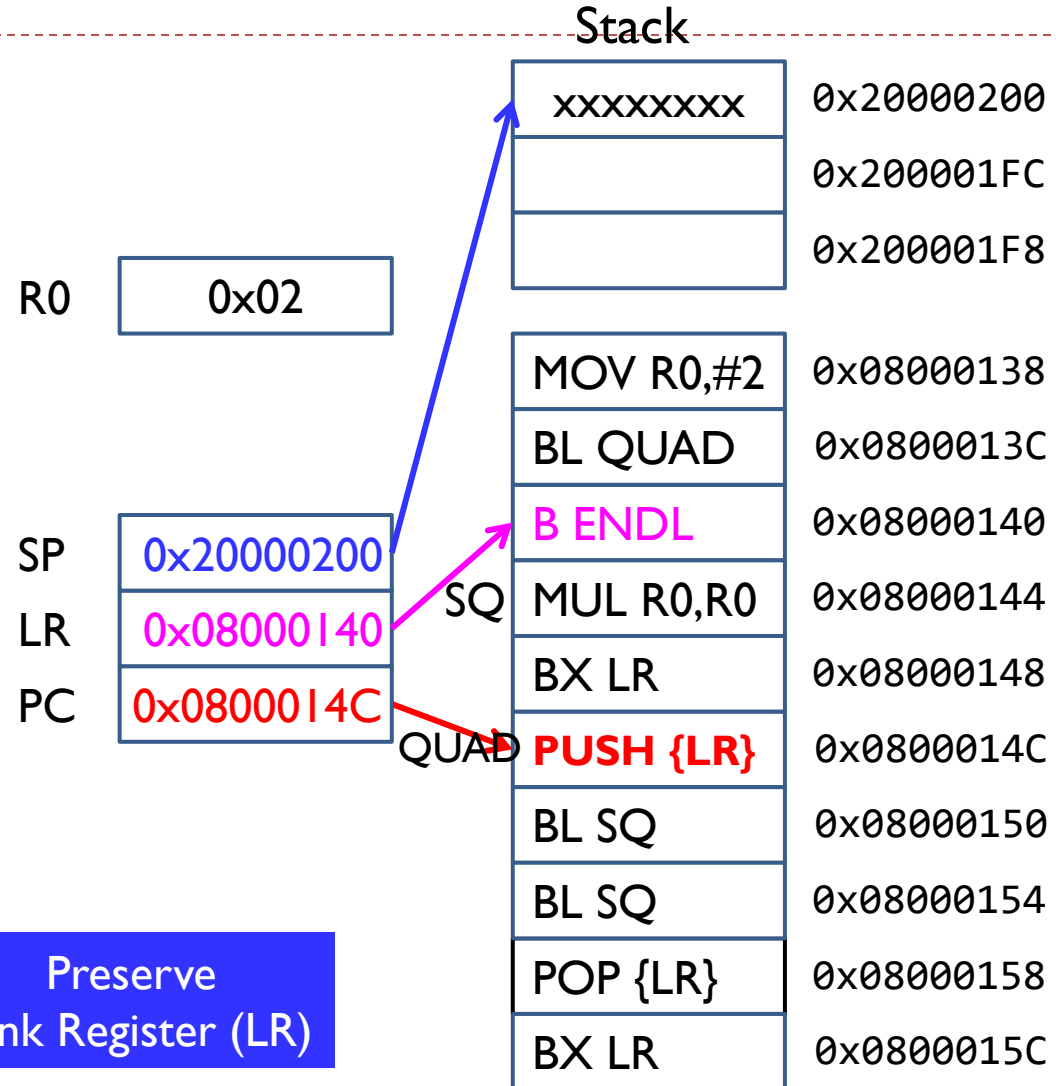 Stack
xxxxxxxx 0x20000200
0x200001FC
0x200001F8
R0 0x02
MOV R0,#2 0x08000138
BL QUAD 0x0800013C
B ENDL 0x08000140
SP 0x20000200
SQ MUL R0,R0 0x08000144
LR 0x08000140
BX LR 0x08000148
PC 0x0800014C
QUAD PUSH {LR} 0x0800014C
BL SQ 0x08000150
BL SQ 0x08000154
POP {LR} 0x08000158
BX LR 0x0800015C
Preserve
nk Register (LR)